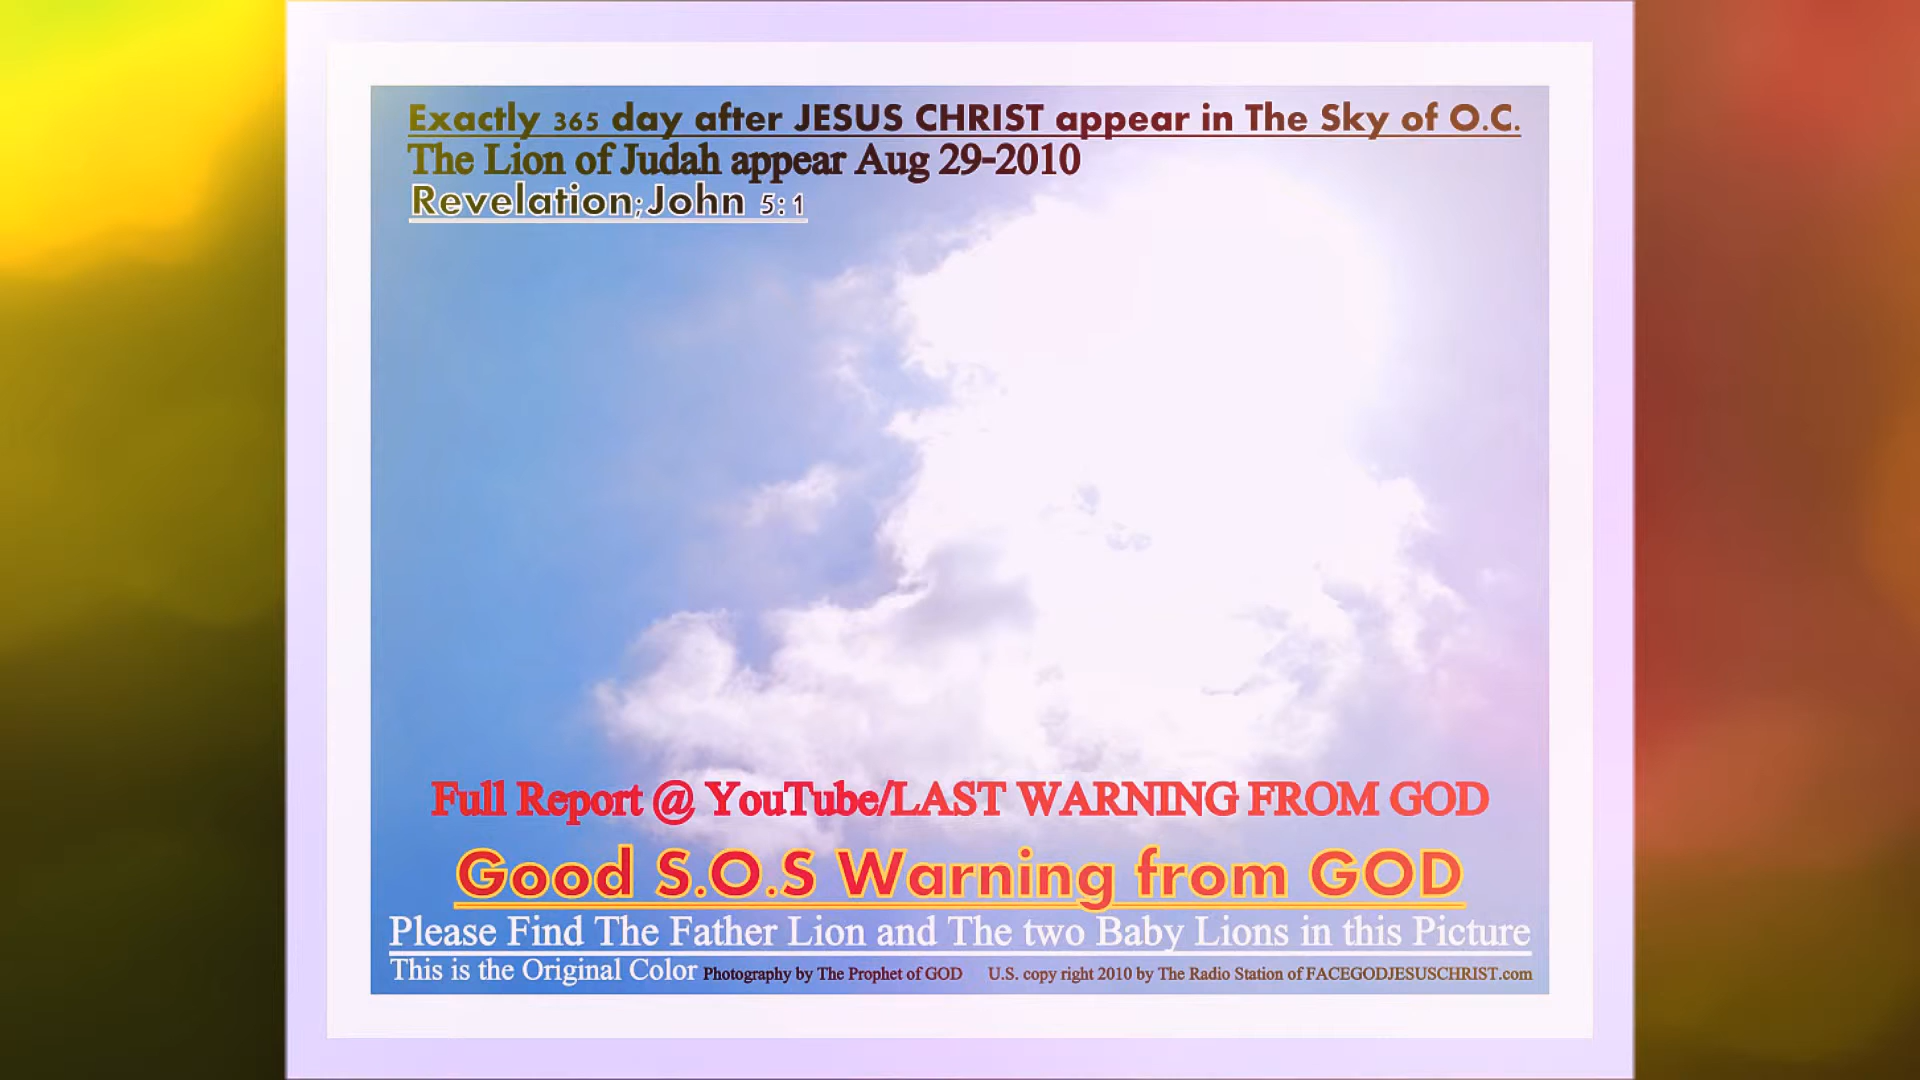 Exactly 365 day after JESUS CHRIST appear in The Sky of O.C.
The Lion of Judah appear Aug 29-2010
Revelation;John 5:1
Full Report @ YouTube/LAST WARNING FROM GOD
Good S.O.S Warning from GOD
Please Find The Father Lion and The two Baby Lions in this Picture
This is the Original Color Photography by The Prophet of GOD U.S. copy right 2010 by The Radio Station of FACEGODJESUSCHRIST.com